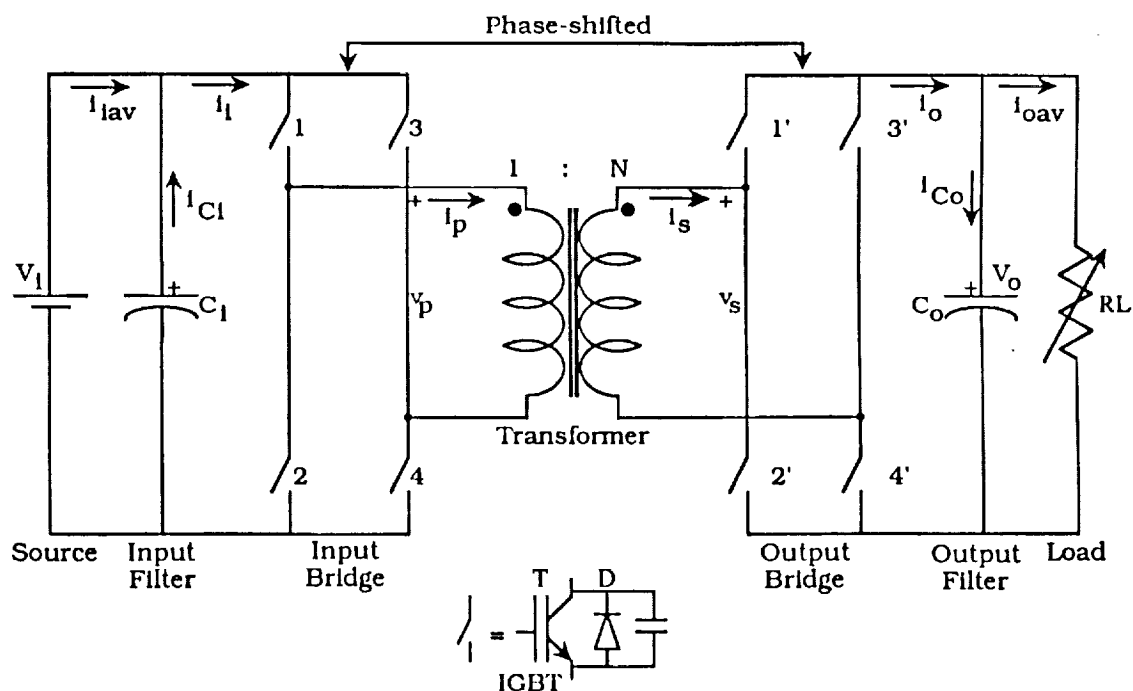 Phase-shifted
i_iav
i_i
1
3
1 : N
1'
3'
i_o
i_oav
i_Ci
+
i_p
i_s
+
i_Co
V_i
+
C_i
v_p
v_s
+
V_o
C_o
RL
Transformer
2
4
2'
4'
Source
Input
Filter
Input
Bridge
Output
Bridge
Output
Filter
Load
T
D
=
IGBT